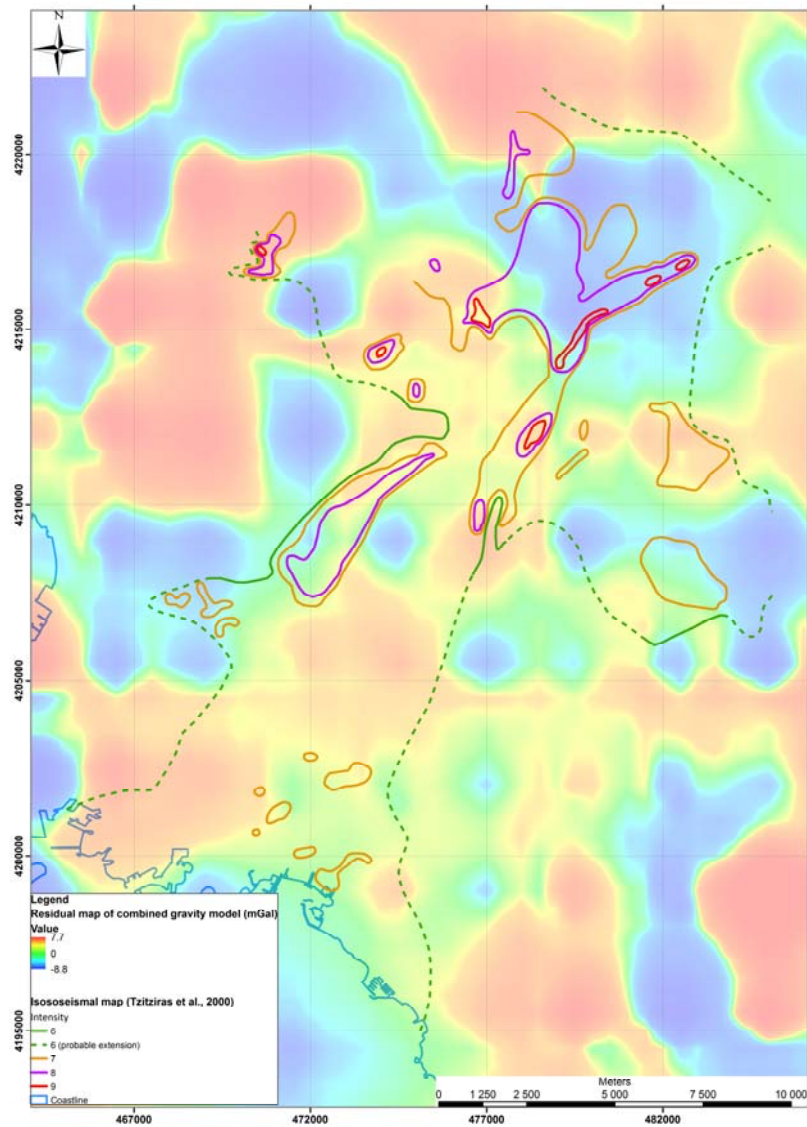 N
4220000
4215000
4210000
4205000
4200000
4195000
Legend
Residual map of combined gravity model (mGal)
Value
7.7
0
-8.8
Isososeismal map (Tzitziras et al., 2000)
Intensity
6
6 (probable extension)
7
8
9
Coastline
Meters
0 1 250 2 500 5 000 7 500 10 000
467000 472000 477000 482000